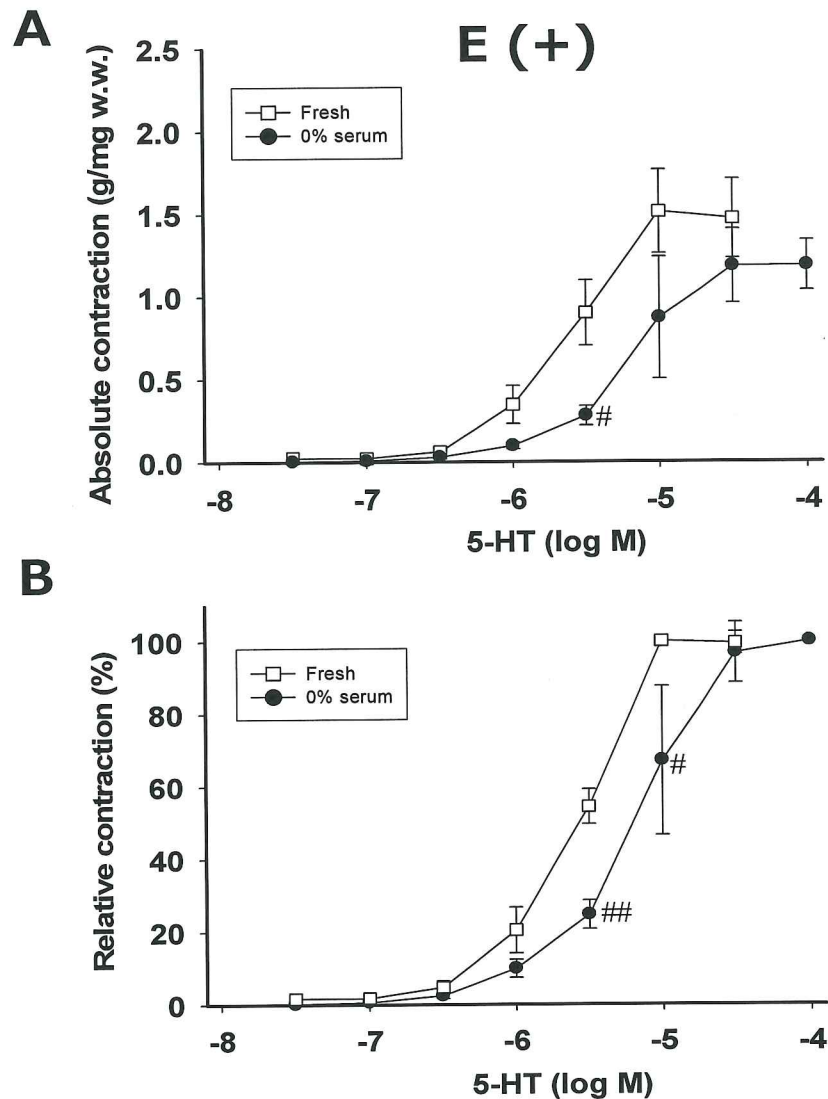 A
E (+)
Absolute contraction (g/mg w.w.)
2.5
2.0
1.5
1.0
0.5
0.0
Fresh
0% serum
#
-8 -7 -6 -5 -4
5-HT (log M)
B
Relative contraction (%)
100
80
60
40
20
0
Fresh
0% serum
#
##
-8 -7 -6 -5 -4
5-HT (log M)